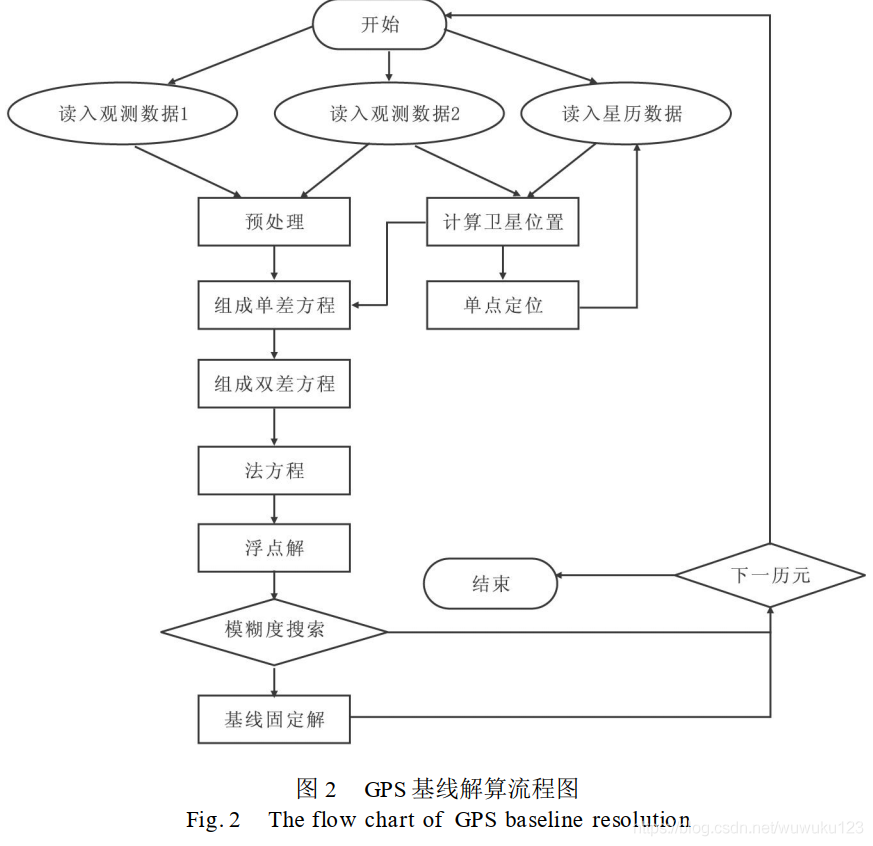 开始
读入观测数据1
读入观测数据2
读入星历数据
预处理
计算卫星位置
组成单差方程
单点定位
组成双差方程
法方程
浮点解
结束
下一历元
模糊度搜索
基线固定解
图 2 GPS 基线解算流程图
Fig. 2 The flow chart of GPS baseline resolution
https://blog.csdn.net/wuwuku123